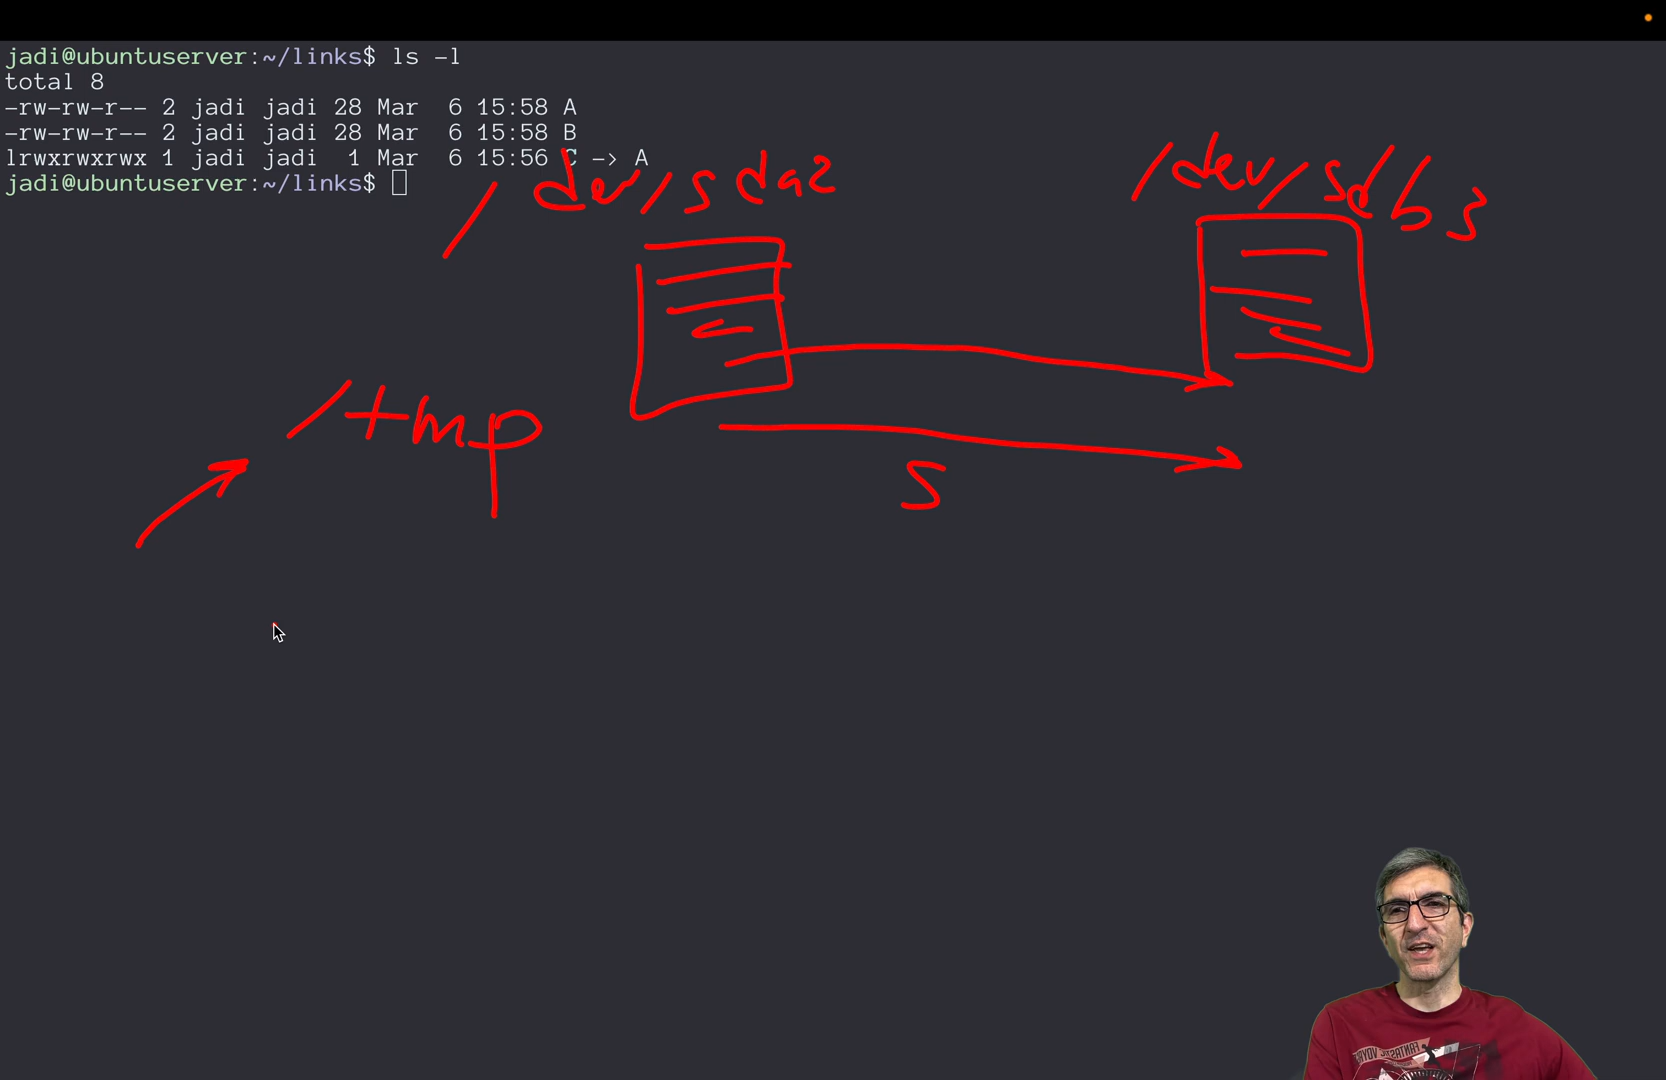 jadi@ubuntuserver:~/links$ ls -l
total 8
-rw-rw-r-- 2 jadi jadi 28 Mar  6 15:58 A
-rw-rw-r-- 2 jadi jadi 28 Mar  6 15:58 B
lrwxrwxrwx 1 jadi jadi  1 Mar  6 15:56 C -> A
jadi@ubuntuserver:~/links$
/dev/sda2
/dev/sdb3
/tmp
S
FANTASTIC
VOYAG